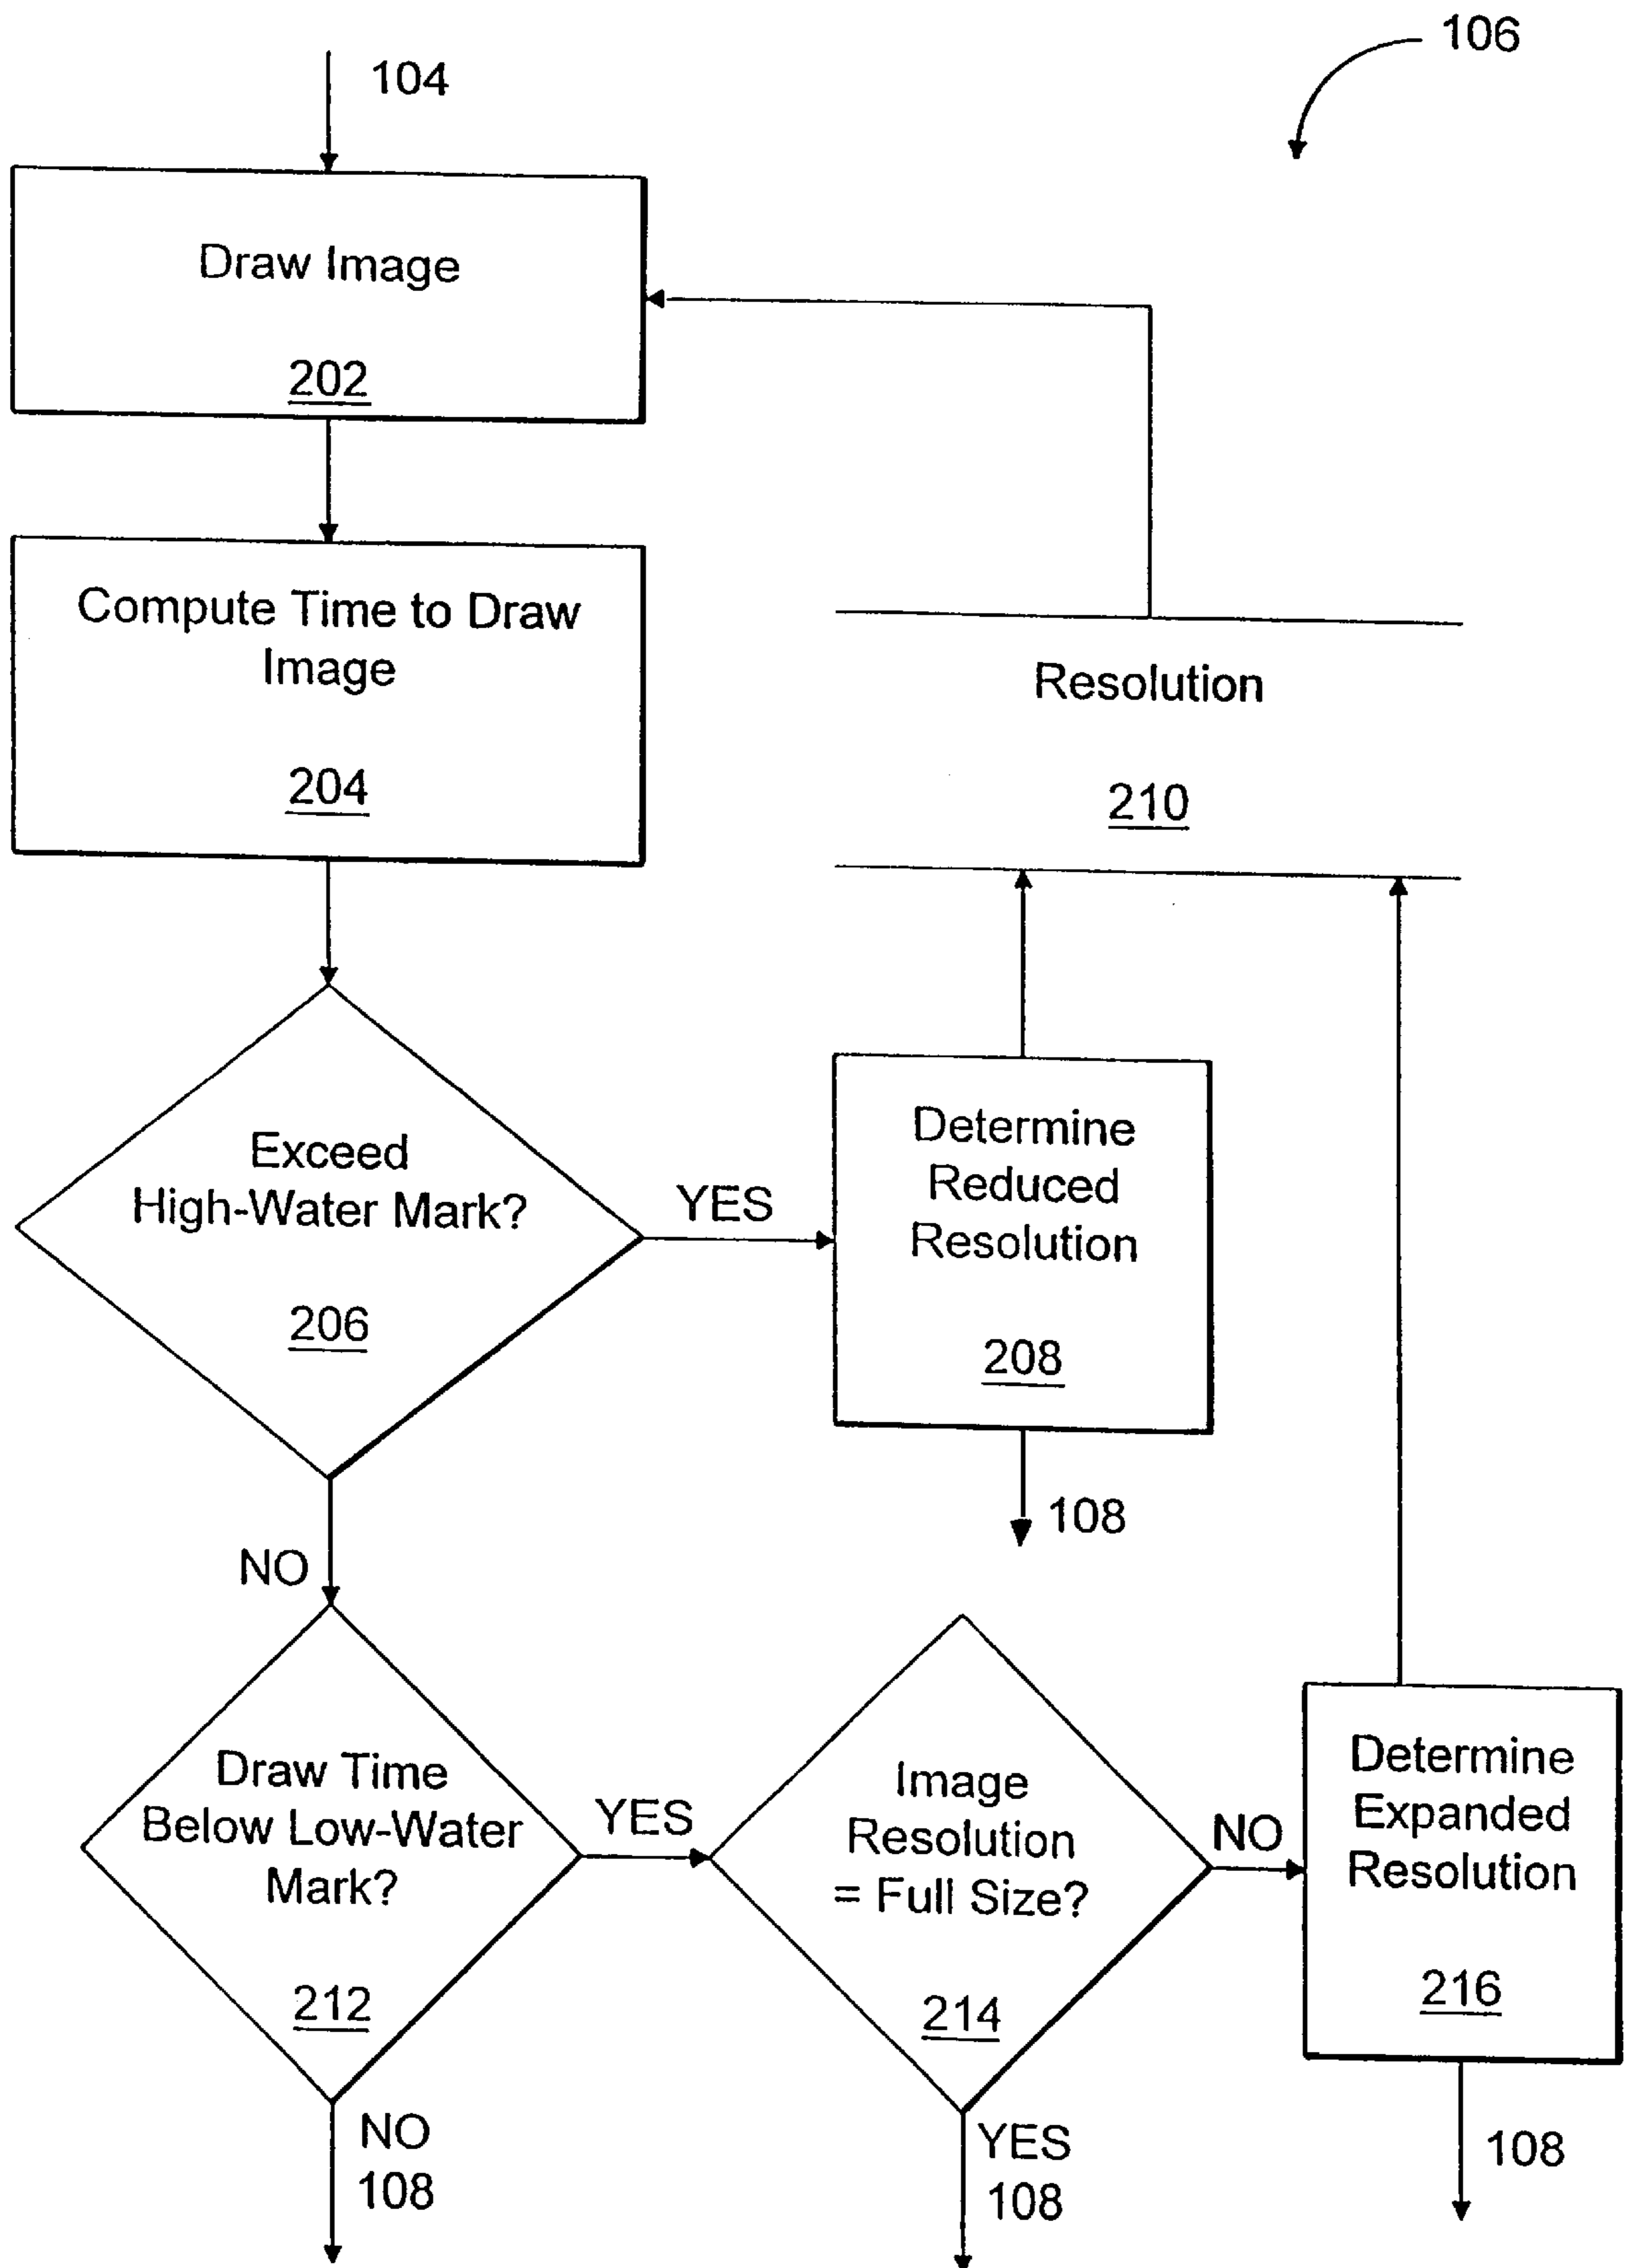 106
104
Draw Image
202
Compute Time to Draw
Image
204
Resolution
210
Exceed
High-Water Mark?
206
YES
Determine
Reduced
Resolution
208
108
NO
Draw Time
Below Low-Water
Mark?
212
YES
Image
Resolution
= Full Size?
214
NO
Determine
Expanded
Resolution
216
NO
108
YES
108
108